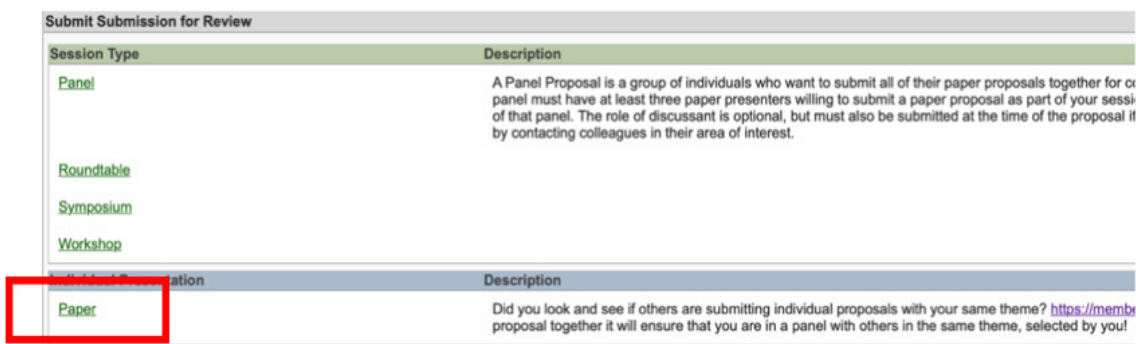 Submit Submission for Review
Session Type Description
Panel A Panel Proposal is a group of individuals who want to submit all of their paper proposals together for
panel must have at least three paper presenters willing to submit a paper proposal as part of your
of that panel. The role of discussant is optional, but must also be submitted at the time of the proposal
by contacting colleagues in their area of interest.
Roundtable
Symposium
Workshop
Individual Presentation Description
Paper Did you look and see if others are submitting individual proposals with your same theme? https://membe
proposal together it will ensure that you are in a panel with others in the same theme, selected by you!